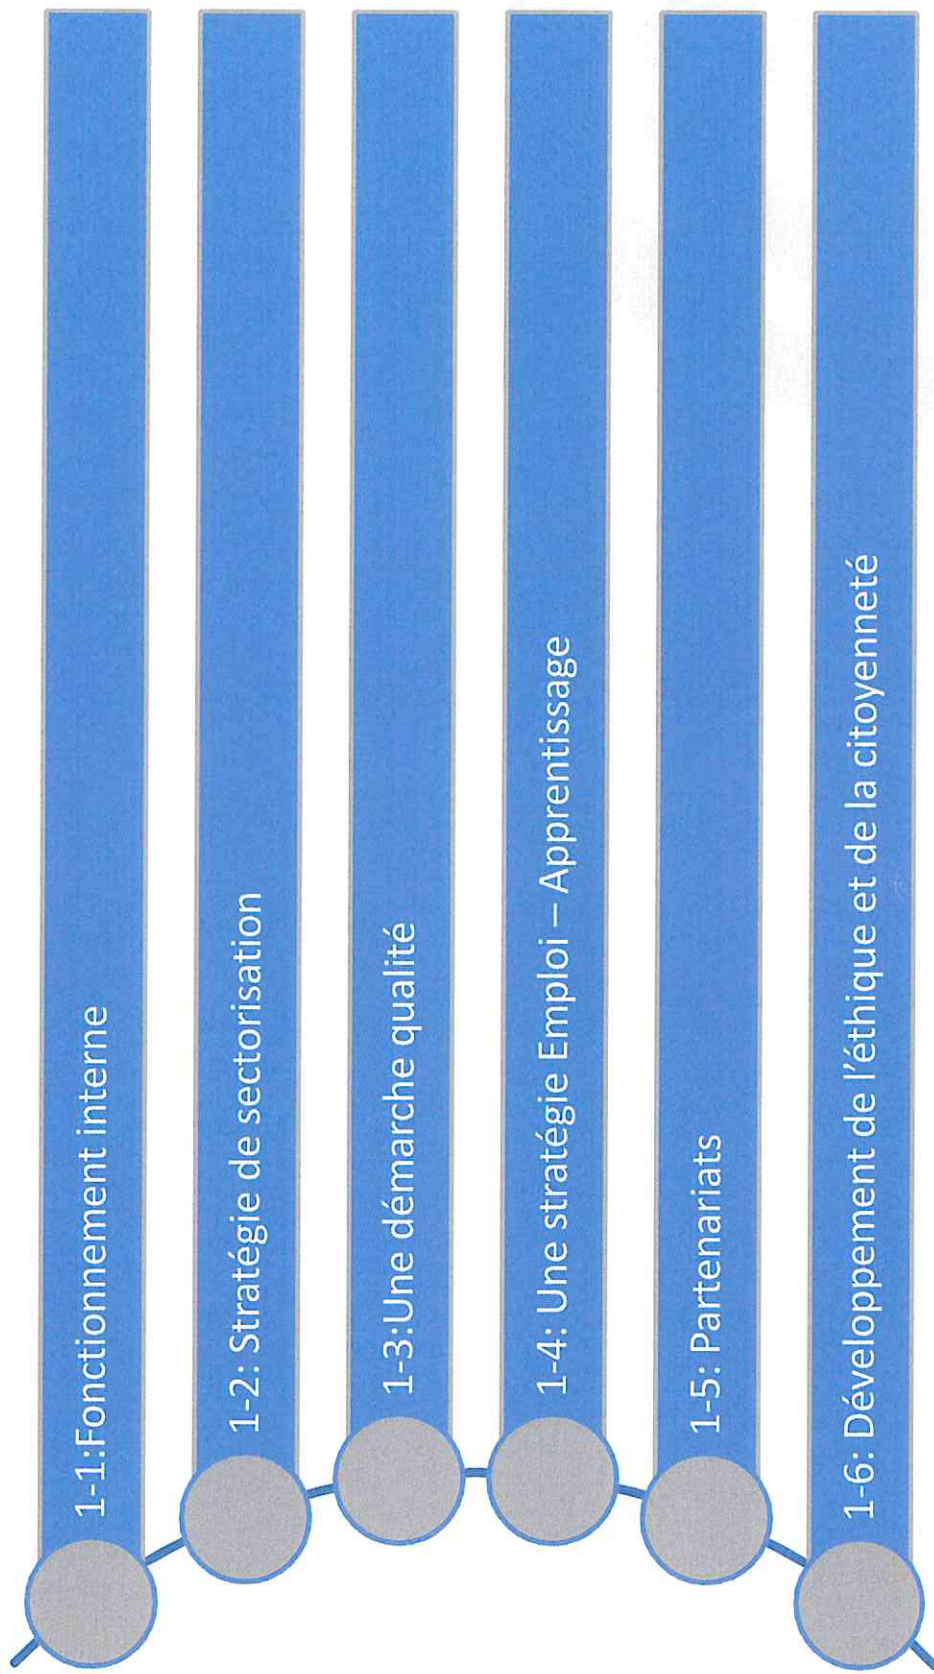 1-1:Fonctionnement interne
1-2: Stratégie de sectorisation
1-3:Une démarche qualité
1-4: Une stratégie Emploi – Apprentissage
1-5: Partenariats
1-6: Développement de l’éthique et de la citoyenneté